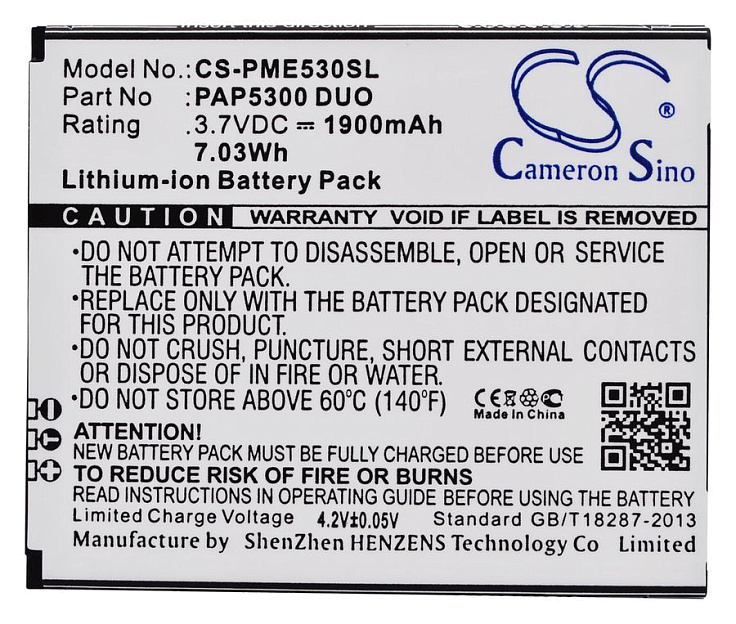 Model No.: CS-PME530SL
Part No : PAP5300 DUO
Rating : 3.7VDC ⎓ 1900mAh
7.03Wh
Lithium-ion Battery Pack
CS ®
Cameron Sino
CAUTION WARRANTY VOID IF LABEL IS REMOVED
•DO NOT ATTEMPT TO DISASSEMBLE, OPEN OR SERVICE
THE BATTERY PACK.
•REPLACE ONLY WITH THE BATTERY PACK DESIGNATED
FOR THIS PRODUCT.
•DO NOT CRUSH, PUNCTURE, SHORT EXTERNAL CONTACTS
OR DISPOSE OF IN FIRE OR WATER.
•DO NOT STORE ABOVE 60°C (140°F)
CE
Made In China
ATTENTION!
NEW BATTERY PACK MUST BE FULLY CHARGED BEFORE USE
TO REDUCE RISK OF FIRE OR BURNS
READ INSTRUCTIONS IN OPERATING GUIDE BEFORE USING THE BATTERY
Limited Charge Voltage 4.2V±0.05V Standard GB/T18287-2013
Manufacture by ShenZhen HENZENS Technology Co Limited